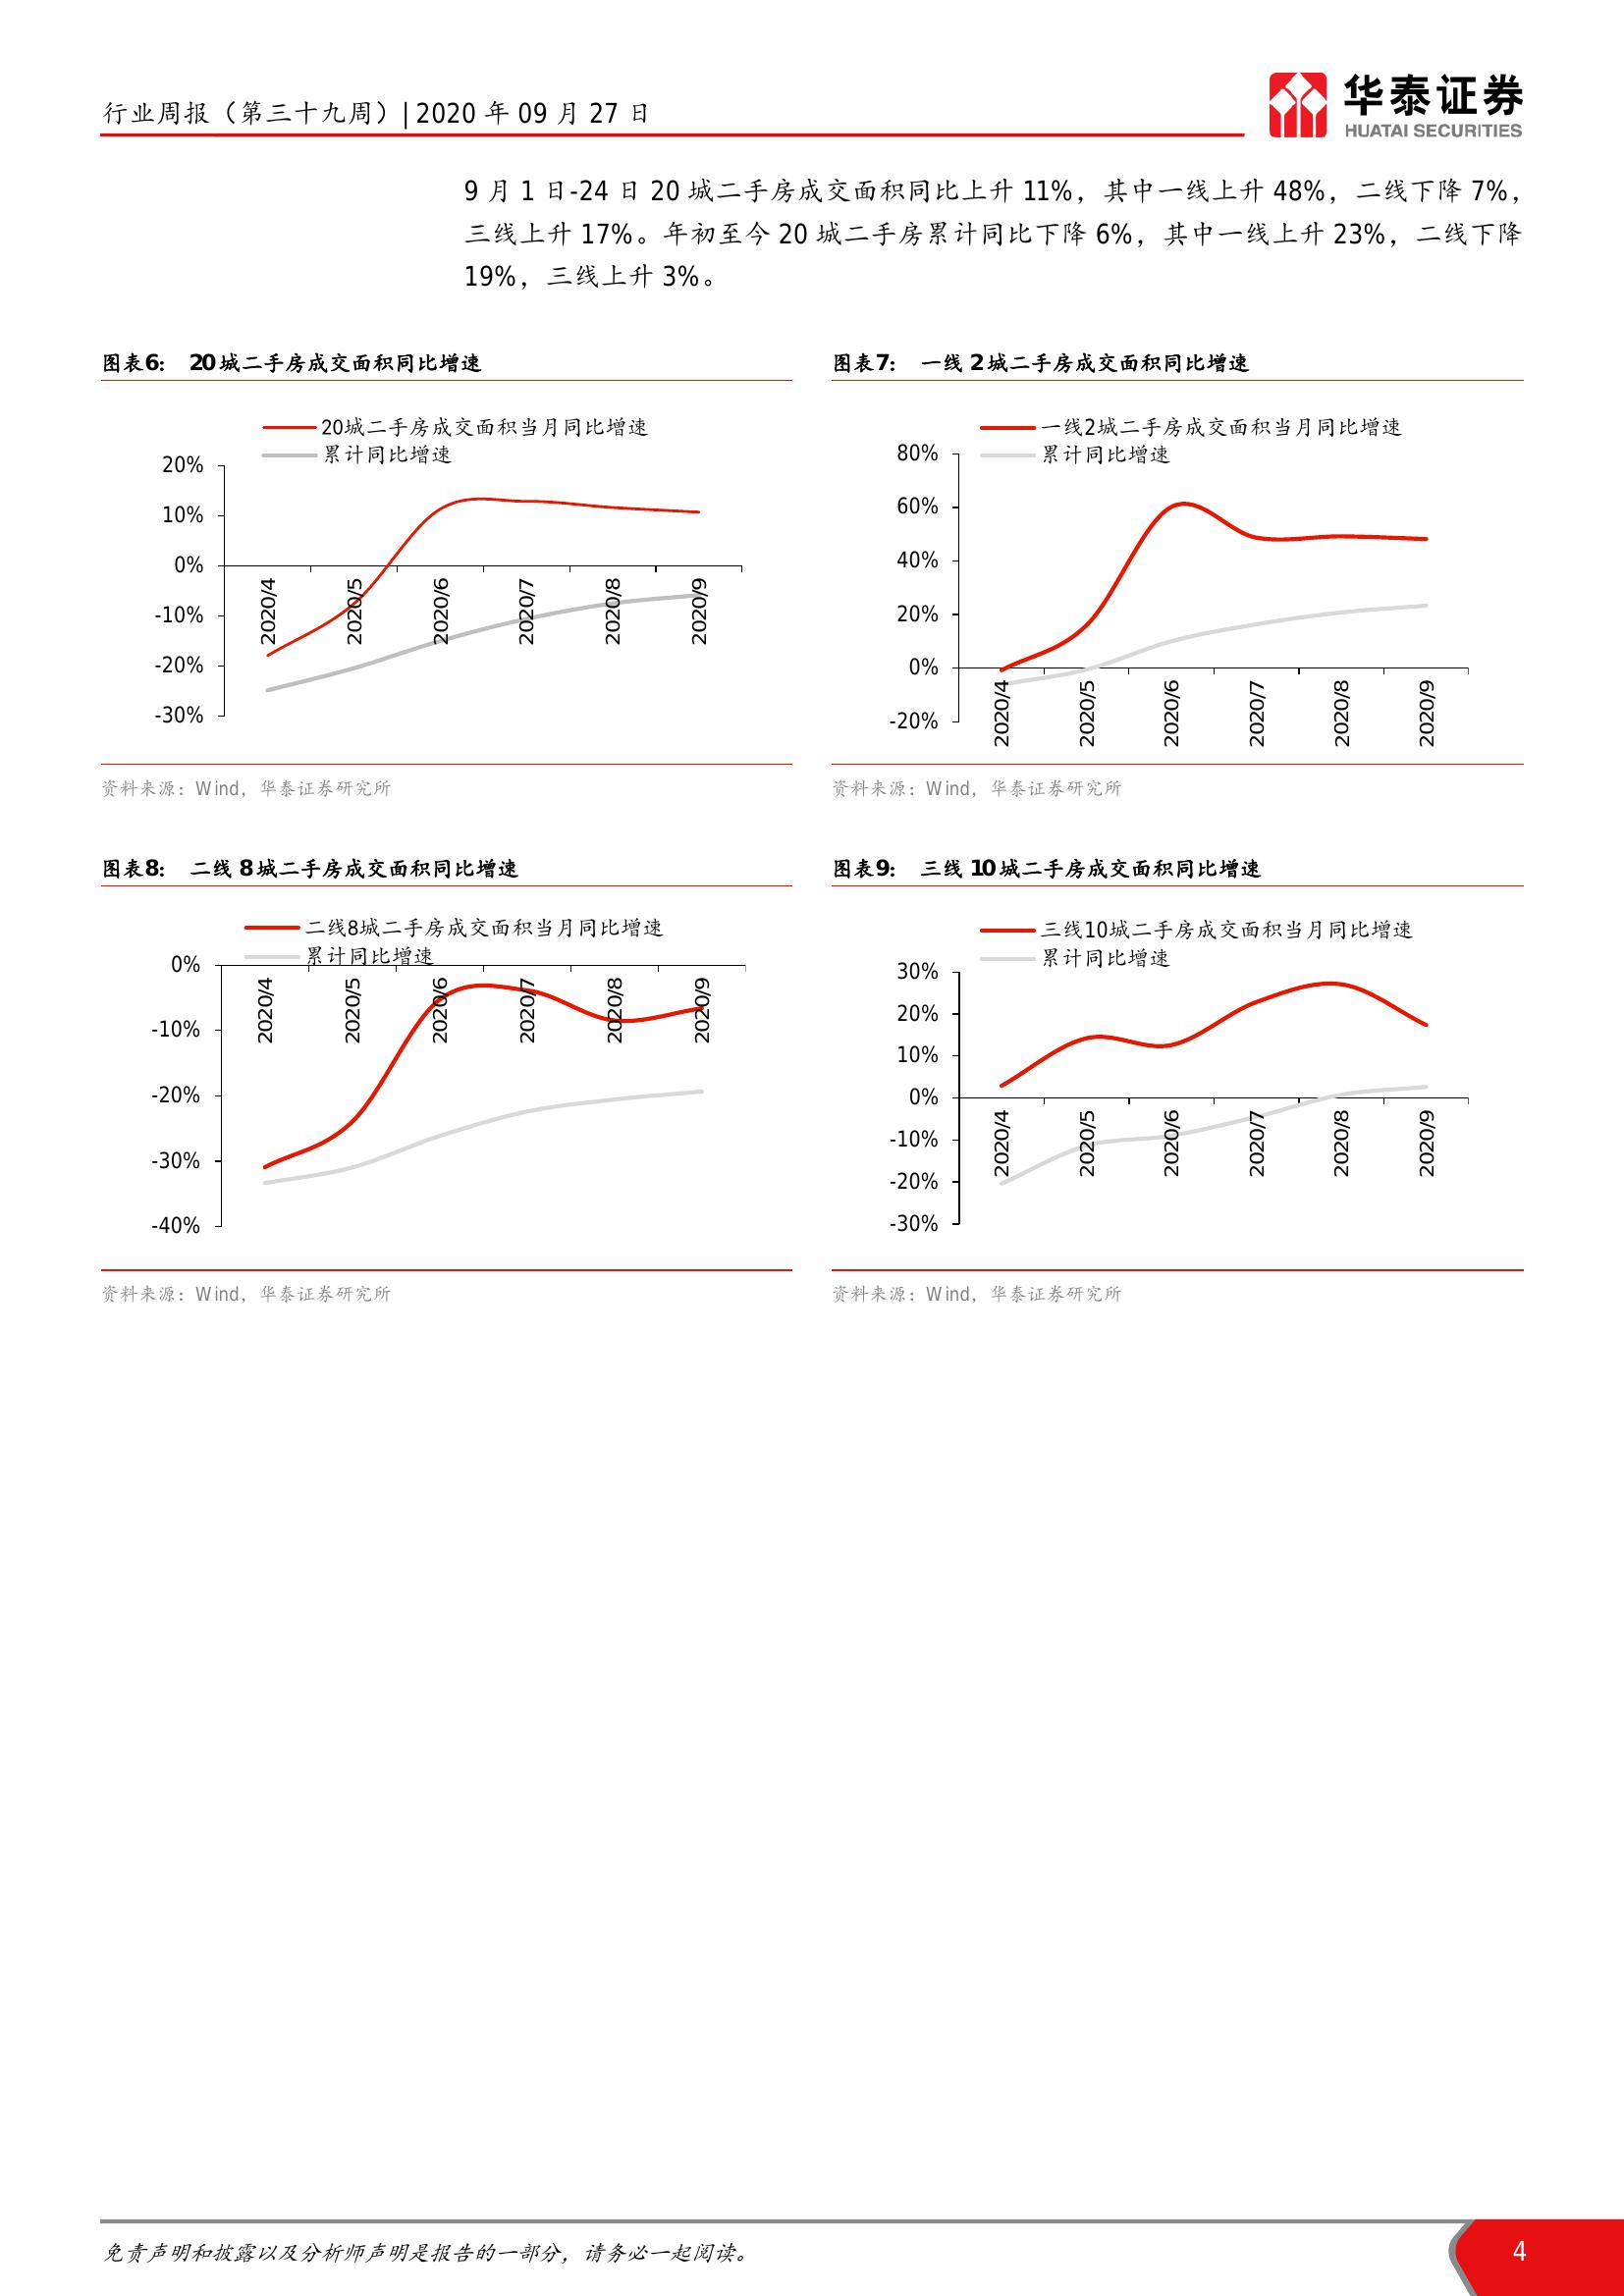 行业周报（第三十九周）| 2020 年 09 月 27 日
华泰证券
HUATAI SECURITIES
9 月 1 日-24 日 20 城二手房成交面积同比上升 11%，其中一线上升 48%，二线下降 7%，
三线上升 17%。年初至今 20 城二手房累计同比下降 6%，其中一线上升 23%，二线下降
19%，三线上升 3%。
图表6： 20城二手房成交面积同比增速
20城二手房成交面积当月同比增速
累计同比增速
20%
10%
0%
-10%
-20%
-30%
2020/4
2020/5
2020/6
2020/7
2020/8
2020/9
资料来源：Wind，华泰证券研究所
图表7： 一线 2城二手房成交面积同比增速
一线2城二手房成交面积当月同比增速
累计同比增速
80%
60%
40%
20%
0%
-20%
2020/4
2020/5
2020/6
2020/7
2020/8
2020/9
资料来源：Wind，华泰证券研究所
图表8： 二线 8城二手房成交面积同比增速
二线8城二手房成交面积当月同比增速
累计同比增速
0%
-10%
-20%
-30%
-40%
2020/4
2020/5
2020/6
2020/7
2020/8
2020/9
资料来源：Wind，华泰证券研究所
图表9： 三线 10城二手房成交面积同比增速
三线10城二手房成交面积当月同比增速
累计同比增速
30%
20%
10%
0%
-10%
-20%
-30%
2020/4
2020/5
2020/6
2020/7
2020/8
2020/9
资料来源：Wind，华泰证券研究所
免责声明和披露以及分析师声明是报告的一部分，请务必一起阅读。
4